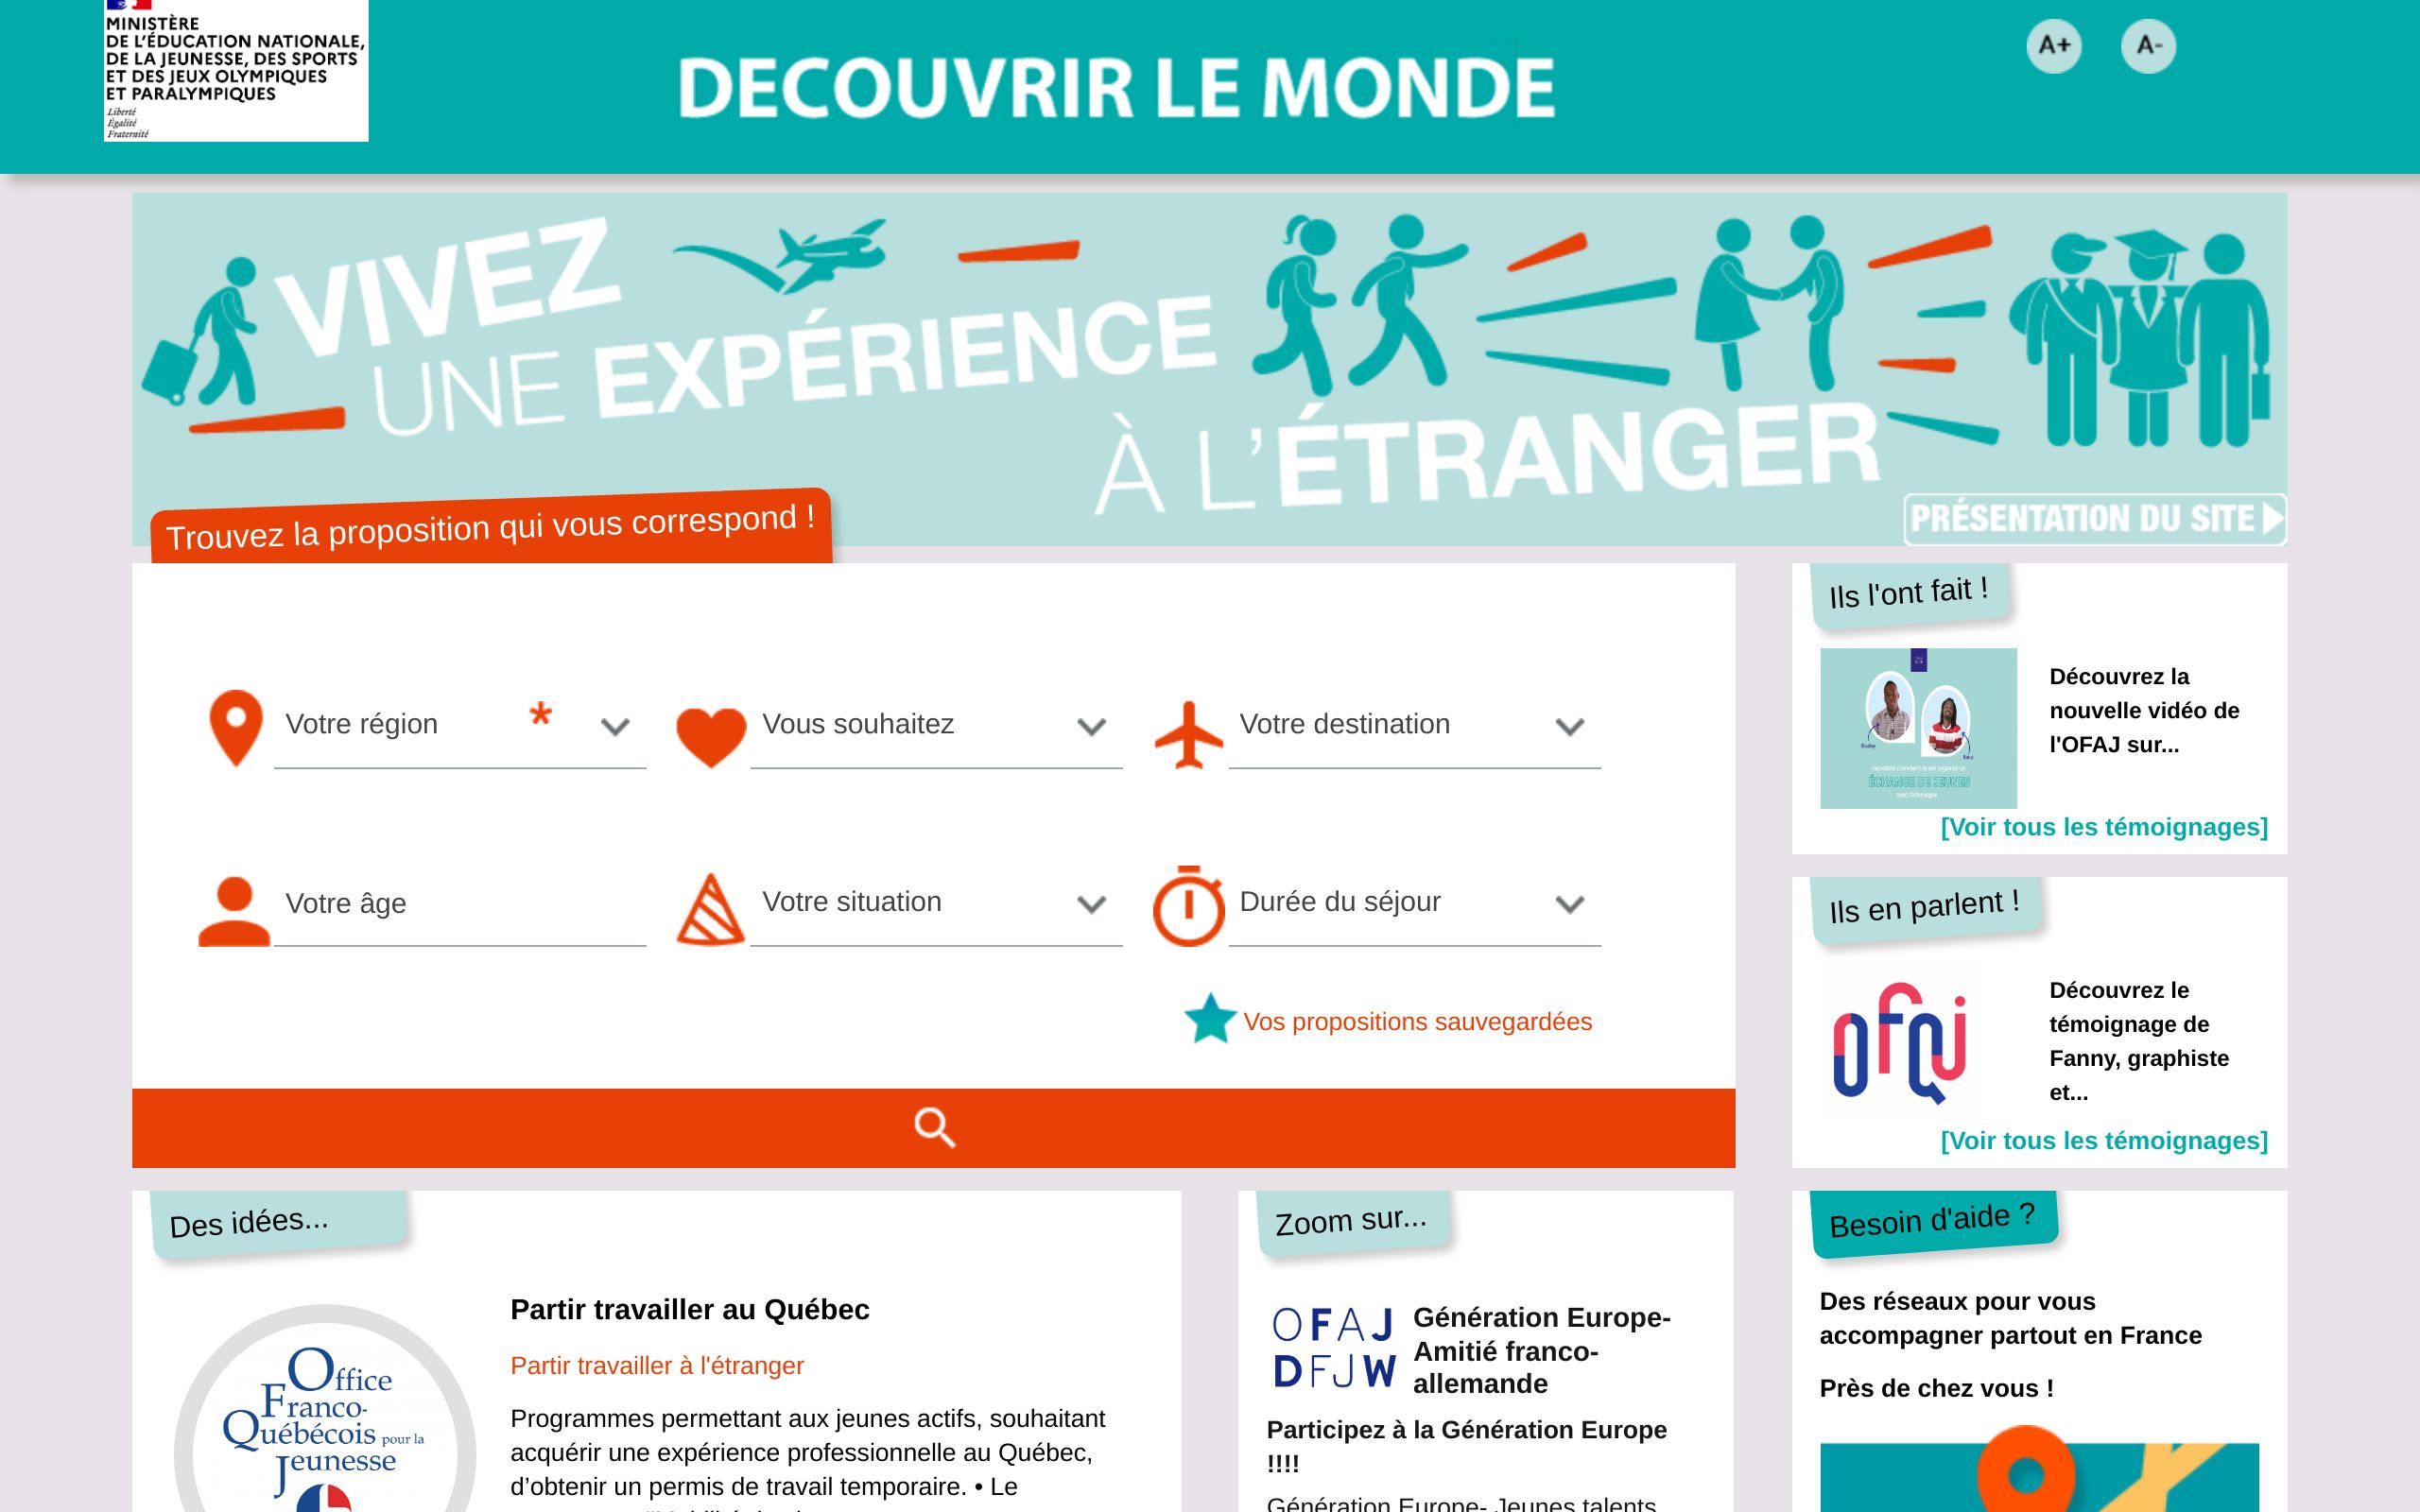 MINISTÈRE
DE L'ÉDUCATION NATIONALE,
DE LA JEUNESSE, DES SPORTS
ET DES JEUX OLYMPIQUES
ET PARALYMPIQUES
Liberté
Égalité
Fraternité
DECOUVRIR LE MONDE
A+ A-
VIVEZ
UNE EXPÉRIENCE
À L'ÉTRANGER
PRÉSENTATION DU SITE
Trouvez la proposition qui vous correspond !
Votre région *
Vous souhaitez
Votre destination
Votre âge
Votre situation
Durée du séjour
Vos propositions sauvegardées
Ils l'ont fait !
ÉCHANGE DE JEUNES
Découvrez la
nouvelle vidéo de
l'OFAJ sur...
[Voir tous les témoignages]
Ils en parlent !
ofaj
Découvrez le
témoignage de
Fanny, graphiste
et...
[Voir tous les témoignages]
Des idées...
Office
Franco-
Québécois pour la
Jeunesse
Partir travailler au Québec
Partir travailler à l'étranger
Programmes permettant aux jeunes actifs, souhaitant
acquérir une expérience professionnelle au Québec,
d’obtenir un permis de travail temporaire. • Le
Zoom sur...
OFAJ
DFJW
Génération Europe-
Amitié franco-
allemande
Participez à la Génération Europe
!!!!
Génération Europe- Jeunes talents
Besoin d'aide ?
Des réseaux pour vous
accompagner partout en France
Près de chez vous !